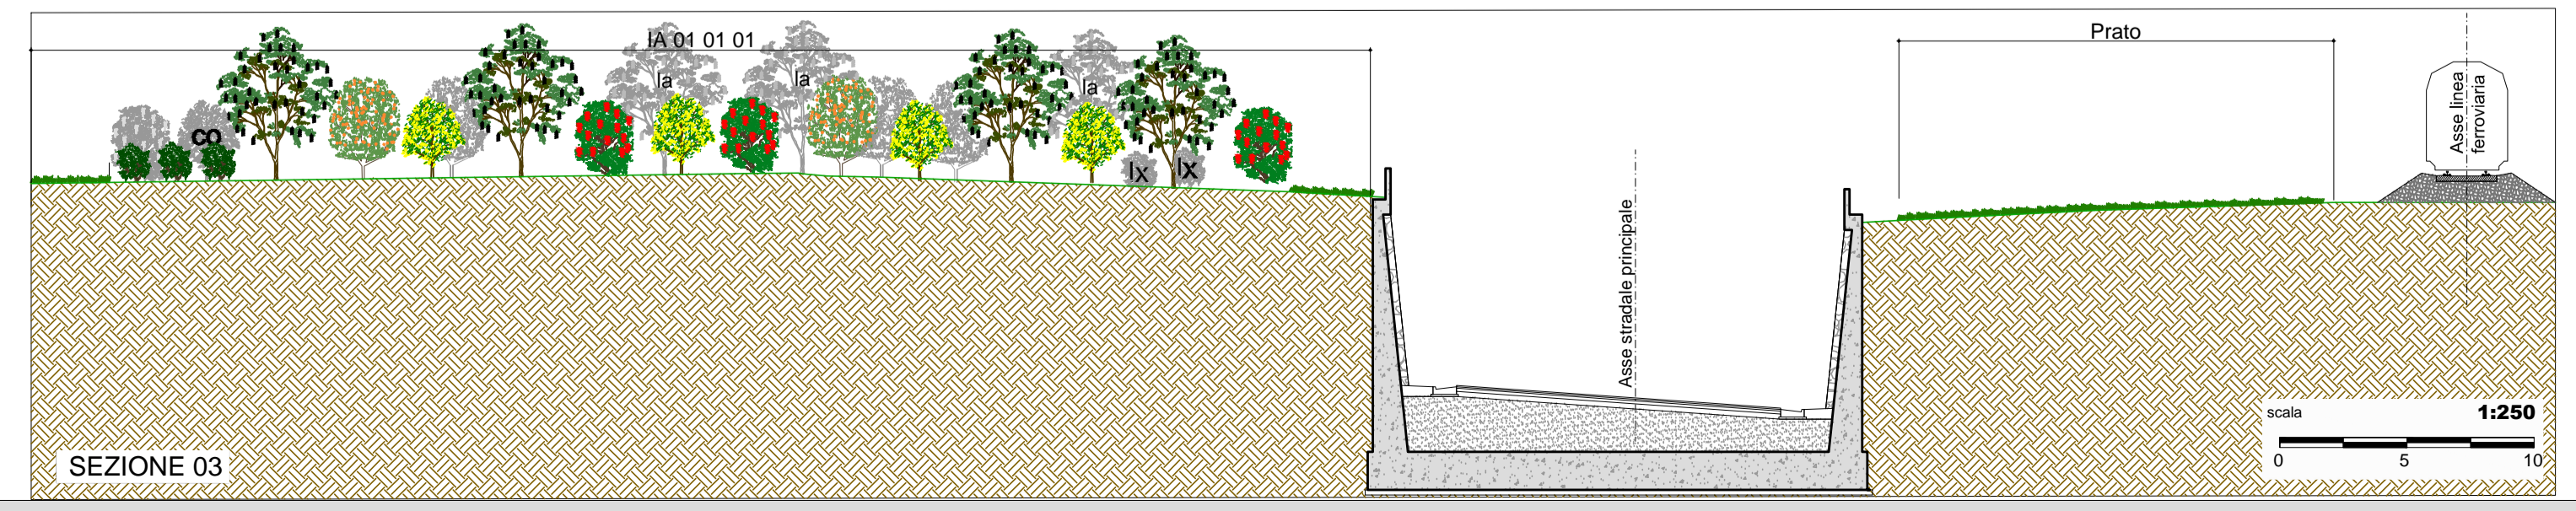 IA 01 01 01
Prato
la
la
la
co
lx
lx
Asse linea
ferroviaria
Asse stradale principale
scala 1:250
0 5 10
SEZIONE 03